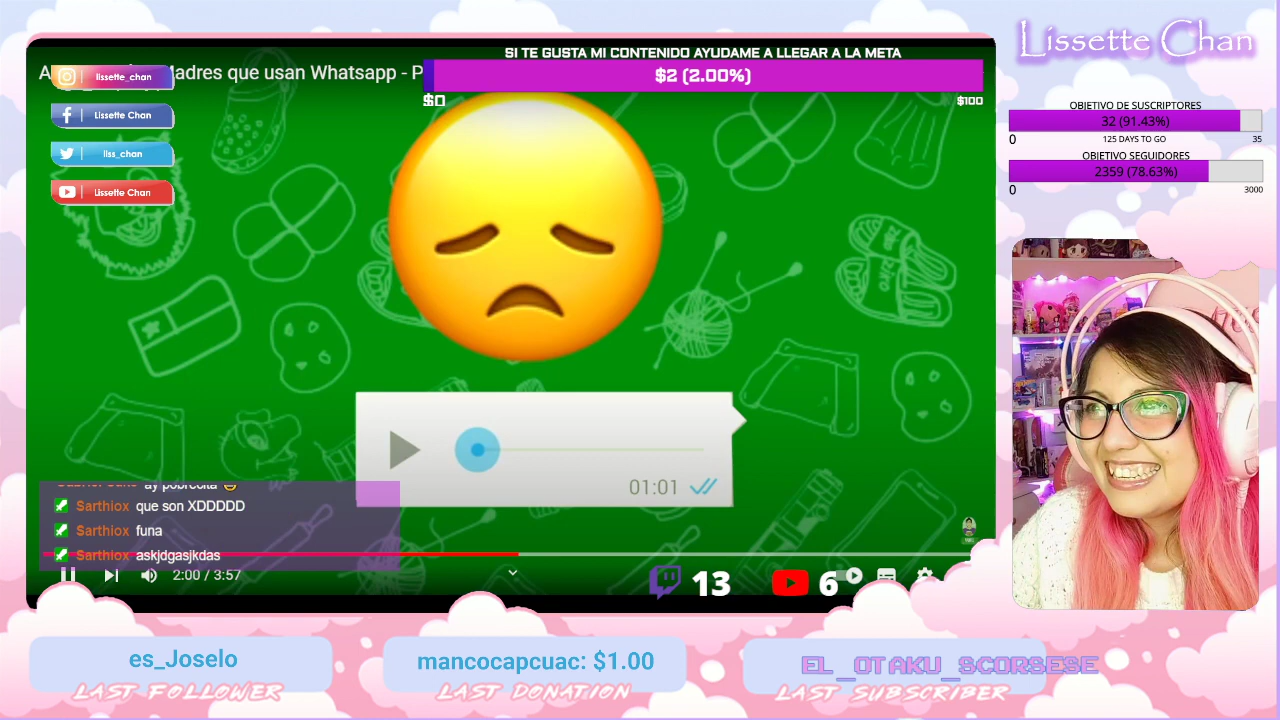 Lissette Chan
SI TE GUSTA MI CONTENIDO AYUDAME A LLEGAR A LA META
$2 (2.00%)
$0
$100
Madres que usan Whatsapp - P
lissette_chan
Lissette Chan
liss_chan
Lissette Chan
OBJETIVO DE SUSCRIPTORES
32 (91.43%)
0
125 DAYS TO GO
35
OBJETIVO SEGUIDORES
2359 (78.63%)
0
3000
01:01
ay pobrecita
Sarthiox que son XDDDDD
Sarthiox funa
Sarthiox askjdgasjkdas
2:00 / 3:57
13
6
es_Joselo
LAST FOLLOWER
mancocapcuac: $1.00
LAST DONATION
EL_OTAKU_SCORSESE
LAST SUBSCRIBER